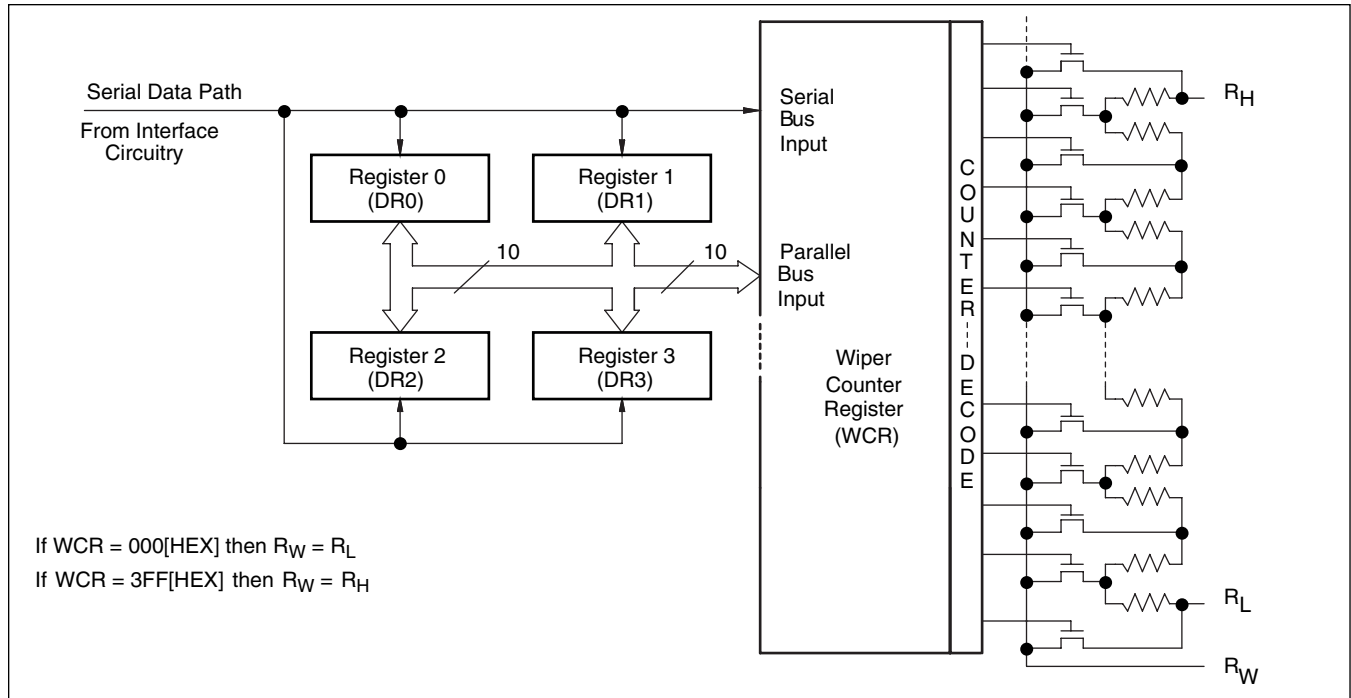 Serial Data Path
From Interface
Circuitry
Register 0
(DR0)
Register 1
(DR1)
10
10
Register 2
(DR2)
Register 3
(DR3)
Serial
Bus
Input
Parallel
Bus
Input
Wiper
Counter
Register
(WCR)
COUNTER---DECODE
RH
RL
RW
If WCR = 000[HEX] then RW = RL
If WCR = 3FF[HEX] then RW = RH